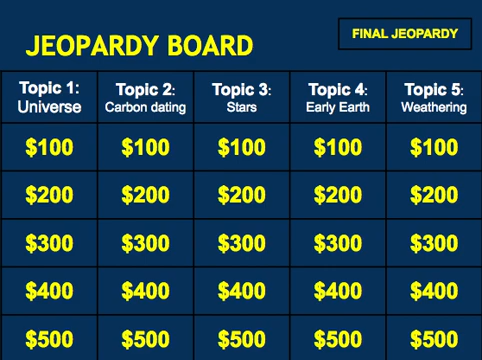 FINAL JEOPARDY
JEOPARDY BOARD
Topic 1: Topic 2: Topic 3: Topic 4: Topic 5:
Universe Carbon dating Stars Early Earth Weathering
$100 $100 $100 $100 $100
$200 $200 $200 $200 $200
$300 $300 $300 $300 $300
$400 $400 $400 $400 $400
$500 $500 $500 $500 $500